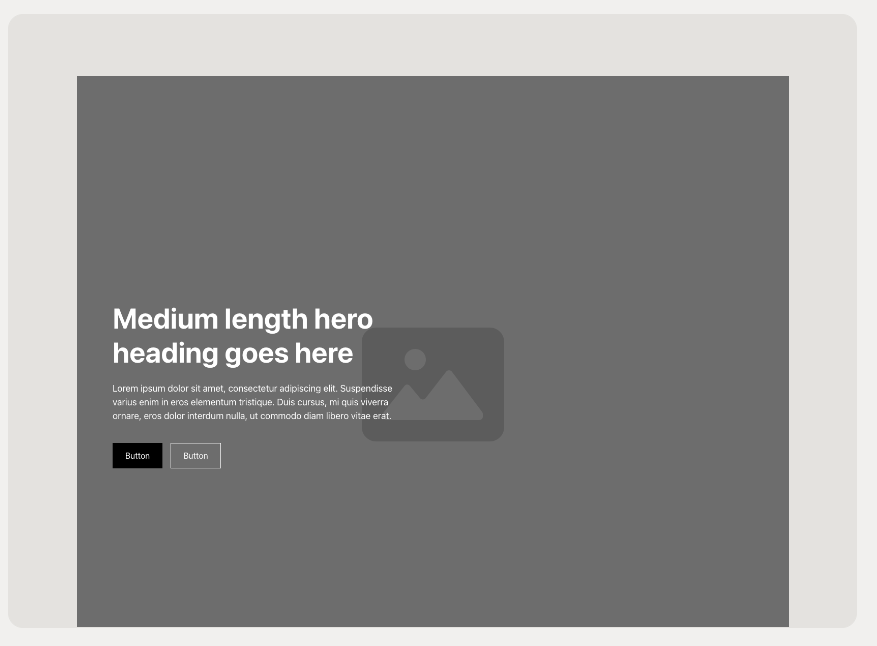 Medium length hero
heading goes here
Lorem ipsum dolor sit amet, consectetur adipiscing elit. Suspendisse
varius enim in eros elementum tristique. Duis cursus, mi quis viverra
ornare, eros dolor interdum nulla, ut commodo diam libero vitae erat.
Button Button